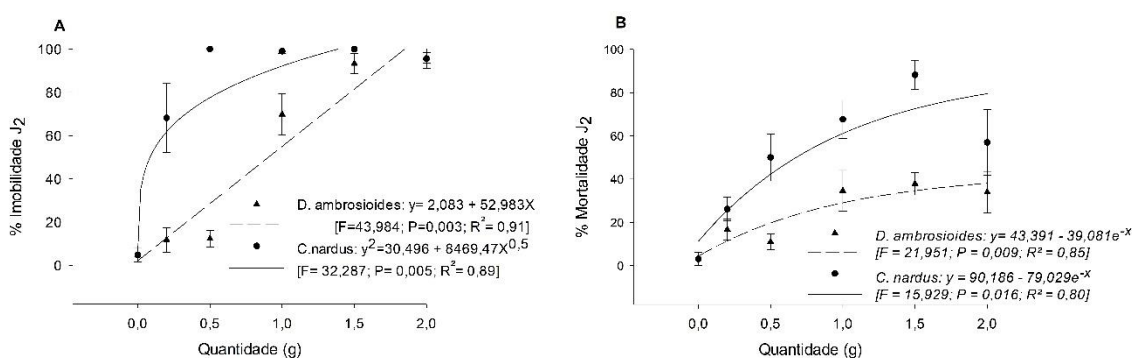 A
% Imobilidade J2
100
80
60
40
20
0
D. ambrosioides: y= 2,083 + 52,983X
[F=43,984; P=0,003; R²= 0,91]
C.nardus: y²=30,496 + 6469,47X^0,5
[F= 32,287; P= 0,005; R²= 0,89]
0,0 0,5 1,0 1,5 2,0
Quantidade (g)
B
% Mortalidade J2
100
80
60
40
20
0
D. ambrosioides: y= 43,391 - 39,081e^-x
[F = 21,951; P = 0,009; R² = 0,85]
C. nardus: y = 90,186 - 79,029e^-x
[F = 15,929; P = 0,016; R² = 0,80]
0,0 0,5 1,0 1,5 2,0
Quantidade (g)